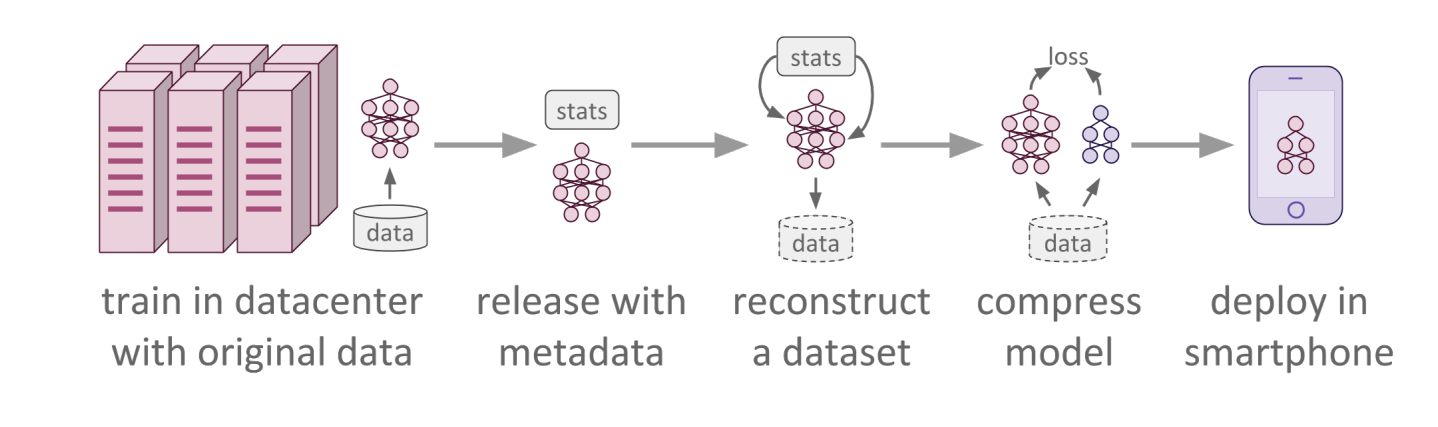 data
train in datacenter
with original data
stats
release with
metadata
stats
data
reconstruct
a dataset
loss
data
compress
model
deploy in
smartphone